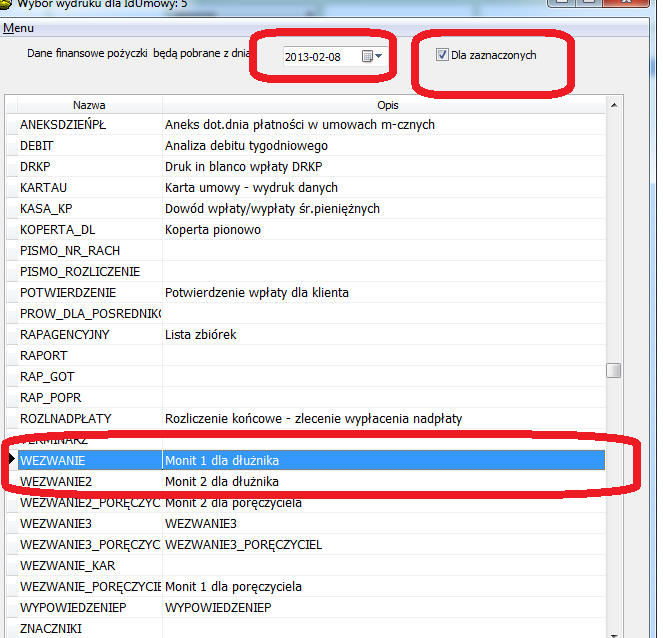 Wybór wydruku dla IdUmowy: 5
Menu
Dane finansowe pożyczki będą pobrane z dnia 2013-02-08 Dla zaznaczonych
Nazwa Opis
ANEKSDZIEŃPŁ Aneks dot.dnia płatności w umowach m-cznych
DEBIT Analiza debitu tygodniowego
DRKP Druk in blanco wpłaty DRKP
KARTAU Karta umowy - wydruk danych
KASA_KP Dowód wpłaty/wypłaty śr.pieniężnych
KOPERTA_DL Koperta pionowo
PISMO_NR_RACH
PISMO_ROZLICZENIE
POTWIERDZENIE Potwierdzenie wpłaty dla klienta
PROW_DLA_POSREDNIKO
RAPAGENCYJNY Lista zbiórek
RAPORT
RAP_GOT
RAP_POPR
ROZLNADPŁATY Rozliczenie końcowe - zlecenie wypłacenia nadpłaty
TERMINARZ
WEZWANIE Monit 1 dla dłużnika
WEZWANIE2 Monit 2 dla dłużnika
WEZWANIE2_PORĘCZYC Monit 2 dla poręczyciela
WEZWANIE3 WEZWANIE3
WEZWANIE3_PORĘCZYC WEZWANIE3_PORĘCZYCIEL
WEZWANIE_KAR
WEZWANIE_PORĘCZYCIE Monit 1 dla poręczyciela
WYPOWIEDZENIEP WYPOWIEDZENIEP
ZNACZNIKI